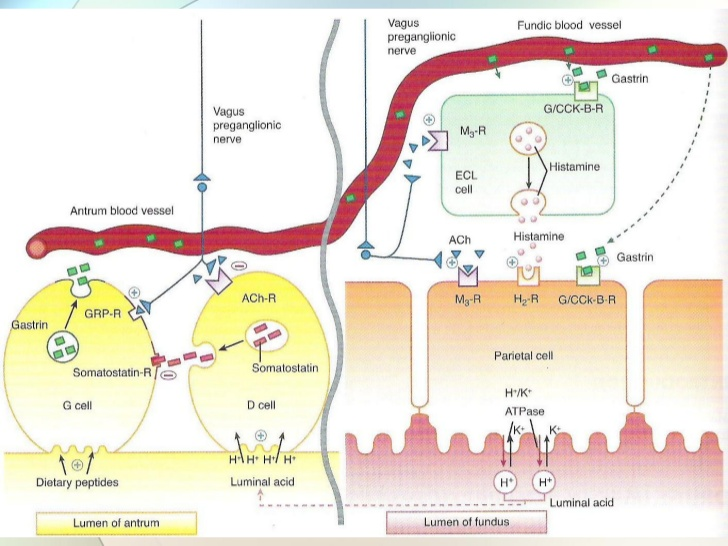 Vagus
preganglionic
nerve
Fundic blood vessel
Gastrin
G/CCK-B-R
Vagus
preganglionic
nerve
M₃-R
Histamine
ECL
cell
Antrum blood vessel
ACh
Histamine
Gastrin
M₃-R
H₂-R
G/CCk-B-R
ACh-R
GRP-R
Gastrin
Somatostatin-R
Somatostatin
Parietal cell
G cell
D cell
H⁺/K⁺
ATPase
K⁺
K⁺
H⁺
H⁺
H⁺
H⁺
H⁺
H⁺
Dietary peptides
Luminal acid
Luminal acid
Lumen of antrum
Lumen of fundus